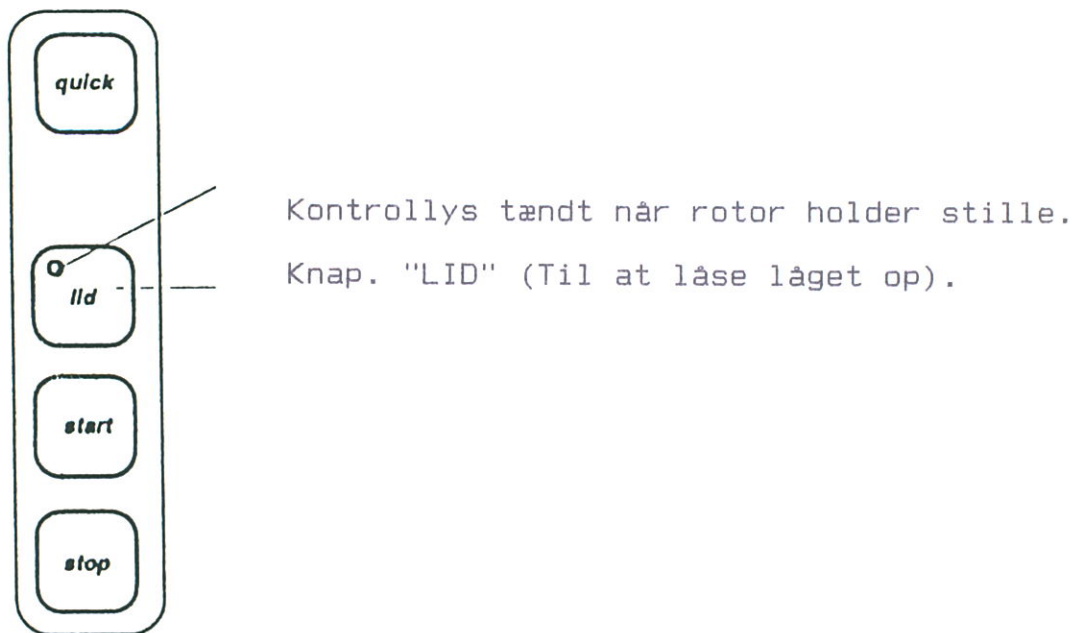 quick
Kontrollys tændt når rotor holder stille.
lid
Knap. "LID" (Til at låse låget op).
start
stop